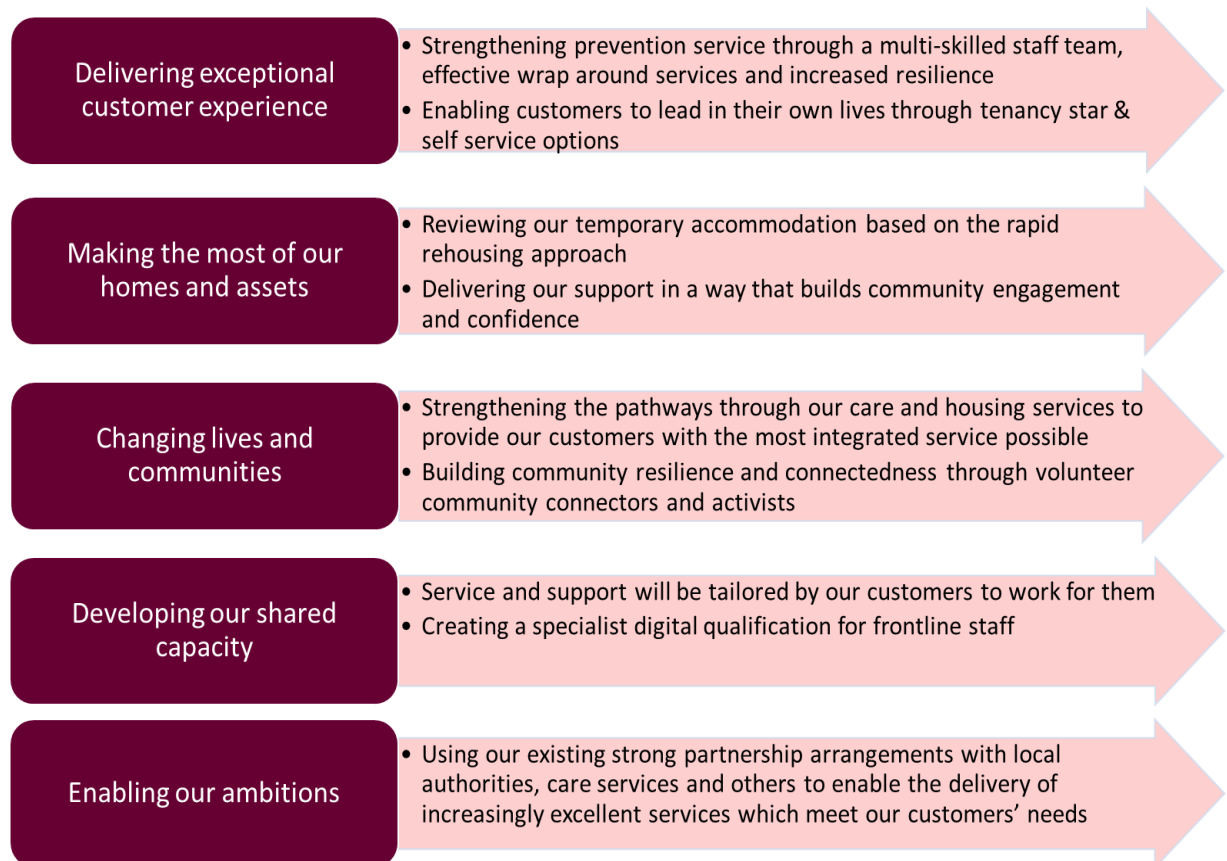 Delivering exceptional
customer experience
• Strengthening prevention service through a multi-skilled staff team,
effective wrap around services and increased resilience
• Enabling customers to lead in their own lives through tenancy star &
self service options
Making the most of our
homes and assets
• Reviewing our temporary accommodation based on the rapid
rehousing approach
• Delivering our support in a way that builds community engagement
and confidence
Changing lives and
communities
• Strengthening the pathways through our care and housing services to
provide our customers with the most integrated service possible
• Building community resilience and connectedness through volunteer
community connectors and activists
Developing our shared
capacity
• Service and support will be tailored by our customers to work for them
• Creating a specialist digital qualification for frontline staff
Enabling our ambitions
• Using our existing strong partnership arrangements with local
authorities, care services and others to enable the delivery of
increasingly excellent services which meet our customers’ needs